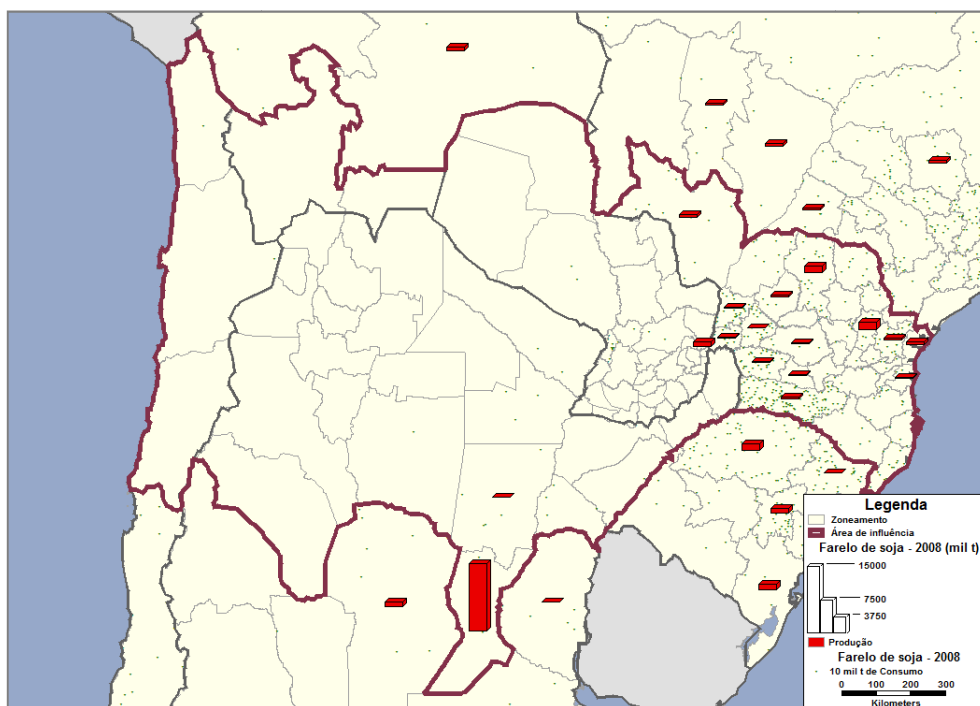 Legenda
Zoneamento
Área de influência
Farelo de soja - 2008 (mil t)
15000
7500
3750
Produção
Farelo de soja - 2008
10 mil t de Consumo
0 100 200 300
Kilometers